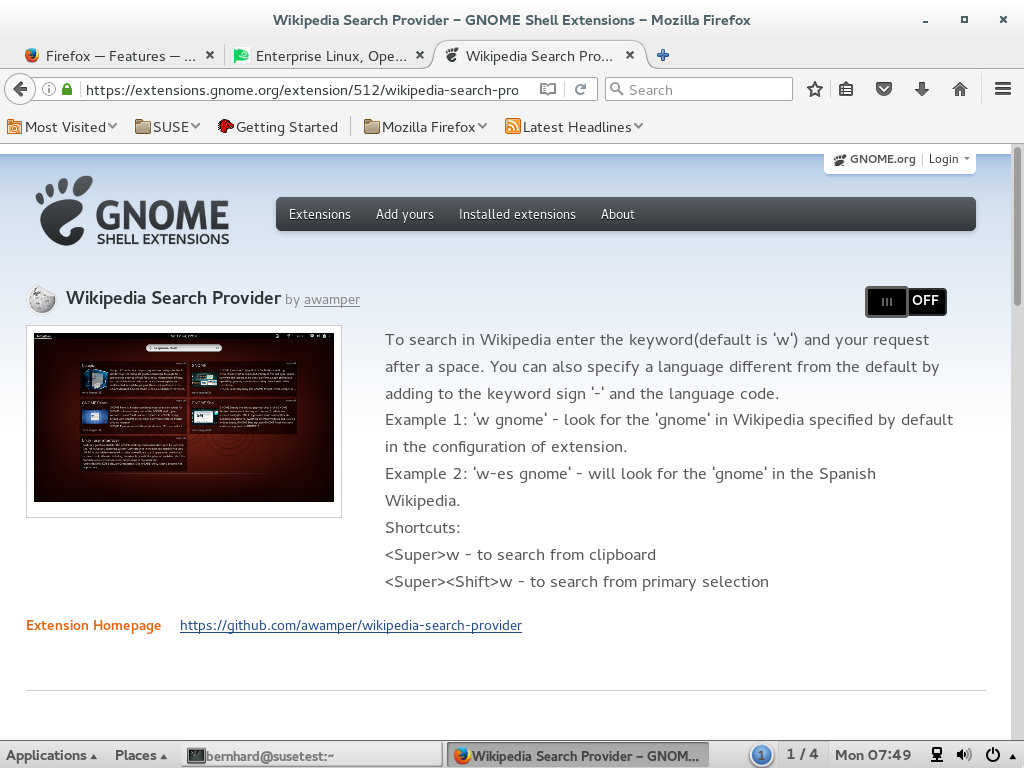 Wikipedia Search Provider – GNOME Shell Extensions – Mozilla Firefox
Firefox — Features — ...
Enterprise Linux, Ope...
Wikipedia Search Pro...
https://extensions.gnome.org/extension/512/wikipedia-search-pro
Search
Most Visited
SUSE
Getting Started
Mozilla Firefox
Latest Headlines
GNOME.org
Login
GNOME
SHELL EXTENSIONS
Extensions
Add yours
Installed extensions
About
Wikipedia Search Provider by awamper
OFF
To search in Wikipedia enter the keyword(default is 'w') and your request
after a space. You can also specify a language different from the default by
adding to the keyword sign '-' and the language code.
Example 1: 'w gnome' - look for the 'gnome' in Wikipedia specified by default
in the configuration of extension.
Example 2: 'w-es gnome' - will look for the 'gnome' in the Spanish
Wikipedia.
Shortcuts:
<Super>w - to search from clipboard
<Super><Shift>w - to search from primary selection
Extension Homepage
https://github.com/awamper/wikipedia-search-provider
Applications
Places
bernhard@susetest:~
Wikipedia Search Provider – GNOM...
1
1 / 4
Mon 07:49